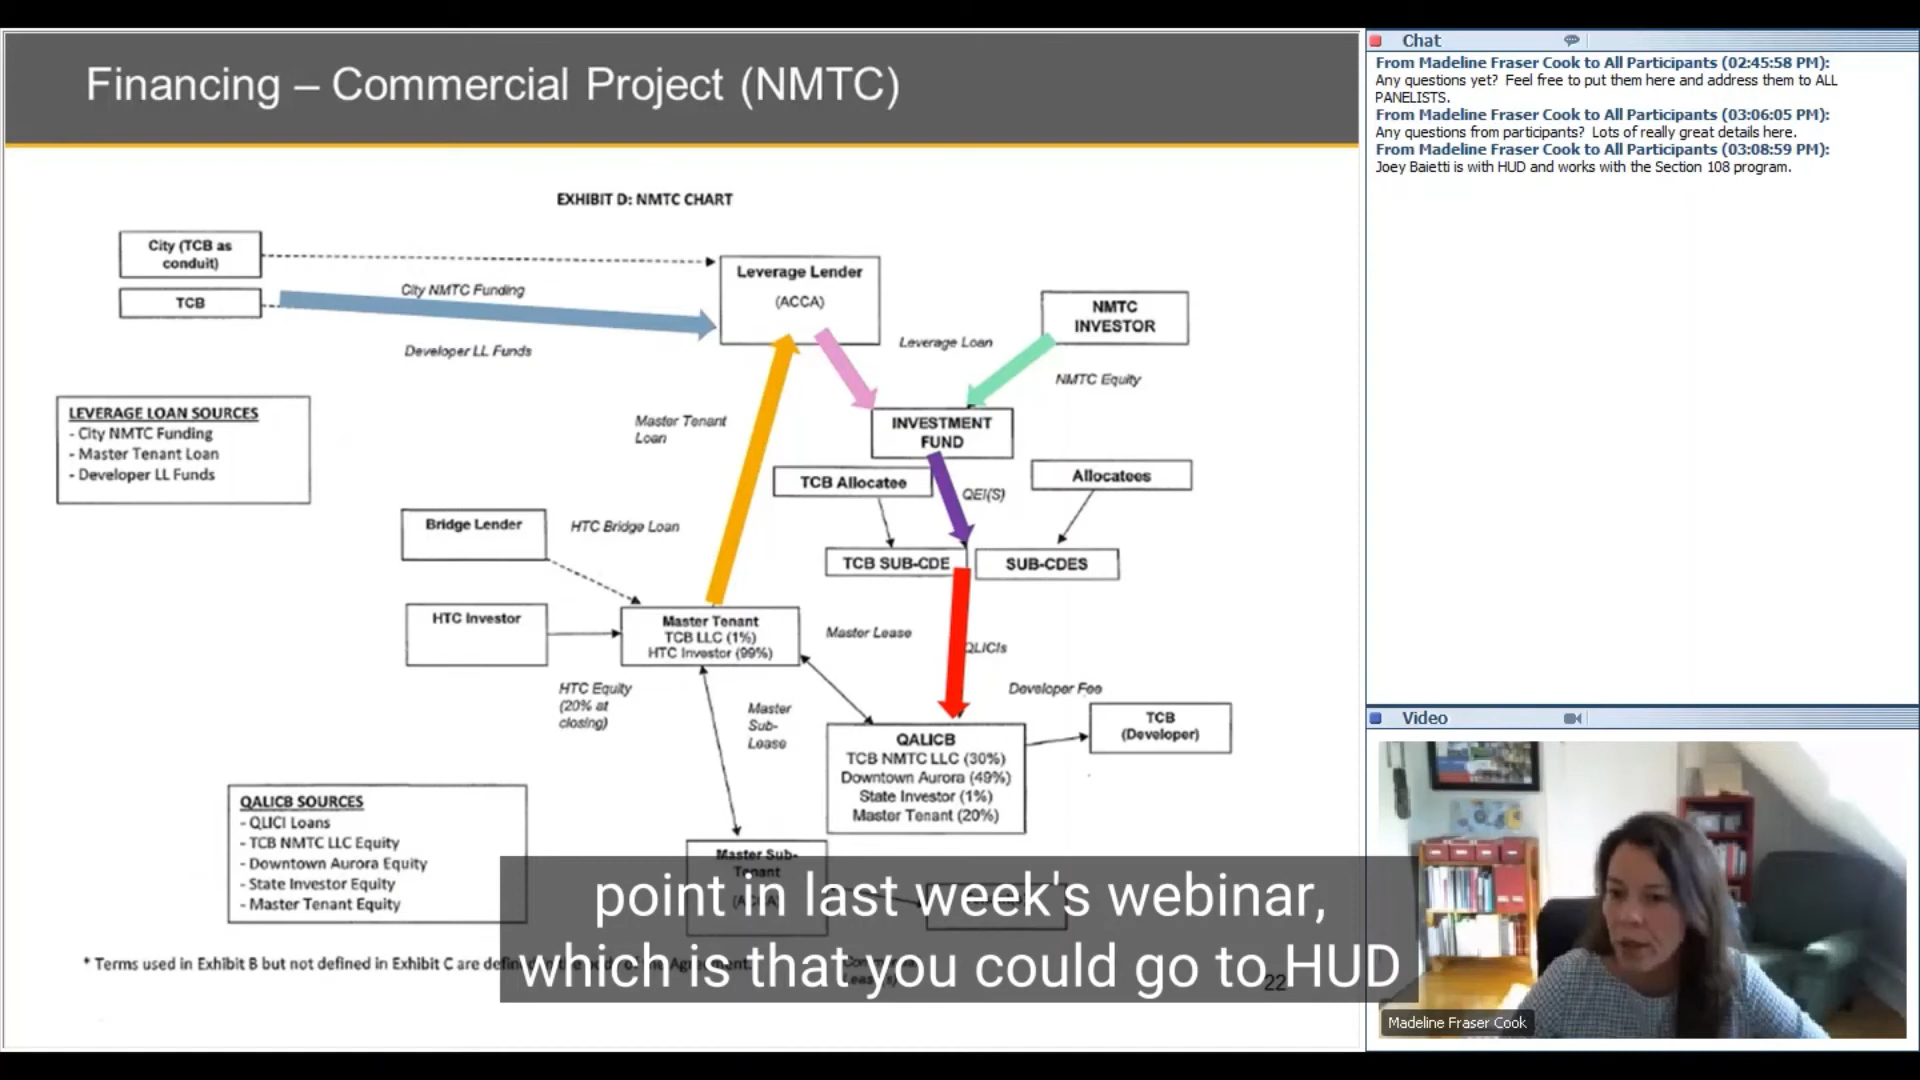 Financing – Commercial Project (NMTC)
EXHIBIT D: NMTC CHART
City (TCB as
conduit)
TCB
City NMTC Funding
Developer LL Funds
Leverage Lender
(ACCA)
NMTC
INVESTOR
Leverage Loan
NMTC Equity
LEVERAGE LOAN SOURCES
- City NMTC Funding
- Master Tenant Loan
- Developer LL Funds
Master Tenant
Loan
INVESTMENT
FUND
TCB Allocatee
QEI(S)
Allocatees
Bridge Lender
HTC Bridge Loan
TCB SUB-CDE
SUB-CDES
HTC Investor
Master Tenant
TCB LLC (1%)
HTC Investor (99%)
Master Lease
QLICIs
HTC Equity
(20% at
closing)
Master
Sub-
Lease
Developer Fee
TCB
(Developer)
QALICB
TCB NMTC LLC (30%)
Downtown Aurora (49%)
State Investor (1%)
Master Tenant (20%)
QALICB SOURCES
- QLICI Loans
- TCB NMTC LLC Equity
- Downtown Aurora Equity
- State Investor Equity
- Master Tenant Equity
Master Sub-
Tenant
(ACCA)
* Terms used in Exhibit B but not defined in Exhibit C are
22
point in last week's webinar,
which is that you could go to HUD
Chat
From Madeline Fraser Cook to All Participants (02:45:58 PM):
Any questions yet? Feel free to put them here and address them to ALL
PANELISTS.
From Madeline Fraser Cook to All Participants (03:06:05 PM):
Any questions from participants? Lots of really great details here.
From Madeline Fraser Cook to All Participants (03:08:59 PM):
Joey Baietti is with HUD and works with the Section 108 program.
Video
Madeline Fraser Cook